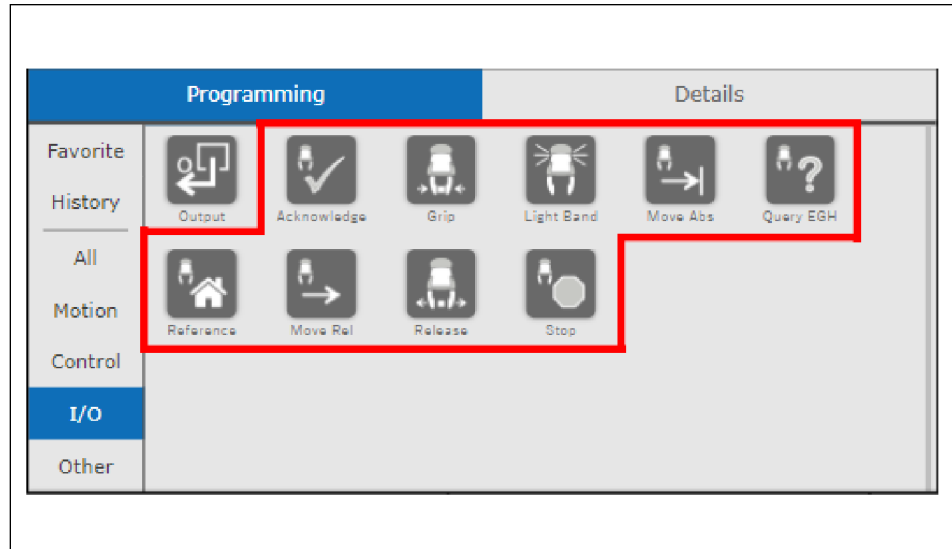 Programming Details
Favorite
History
All
Motion
Control
I/O
Other
Output Acknowledge Grip Light Band Move Abs Query EGH
Reference Move Rel Release Stop